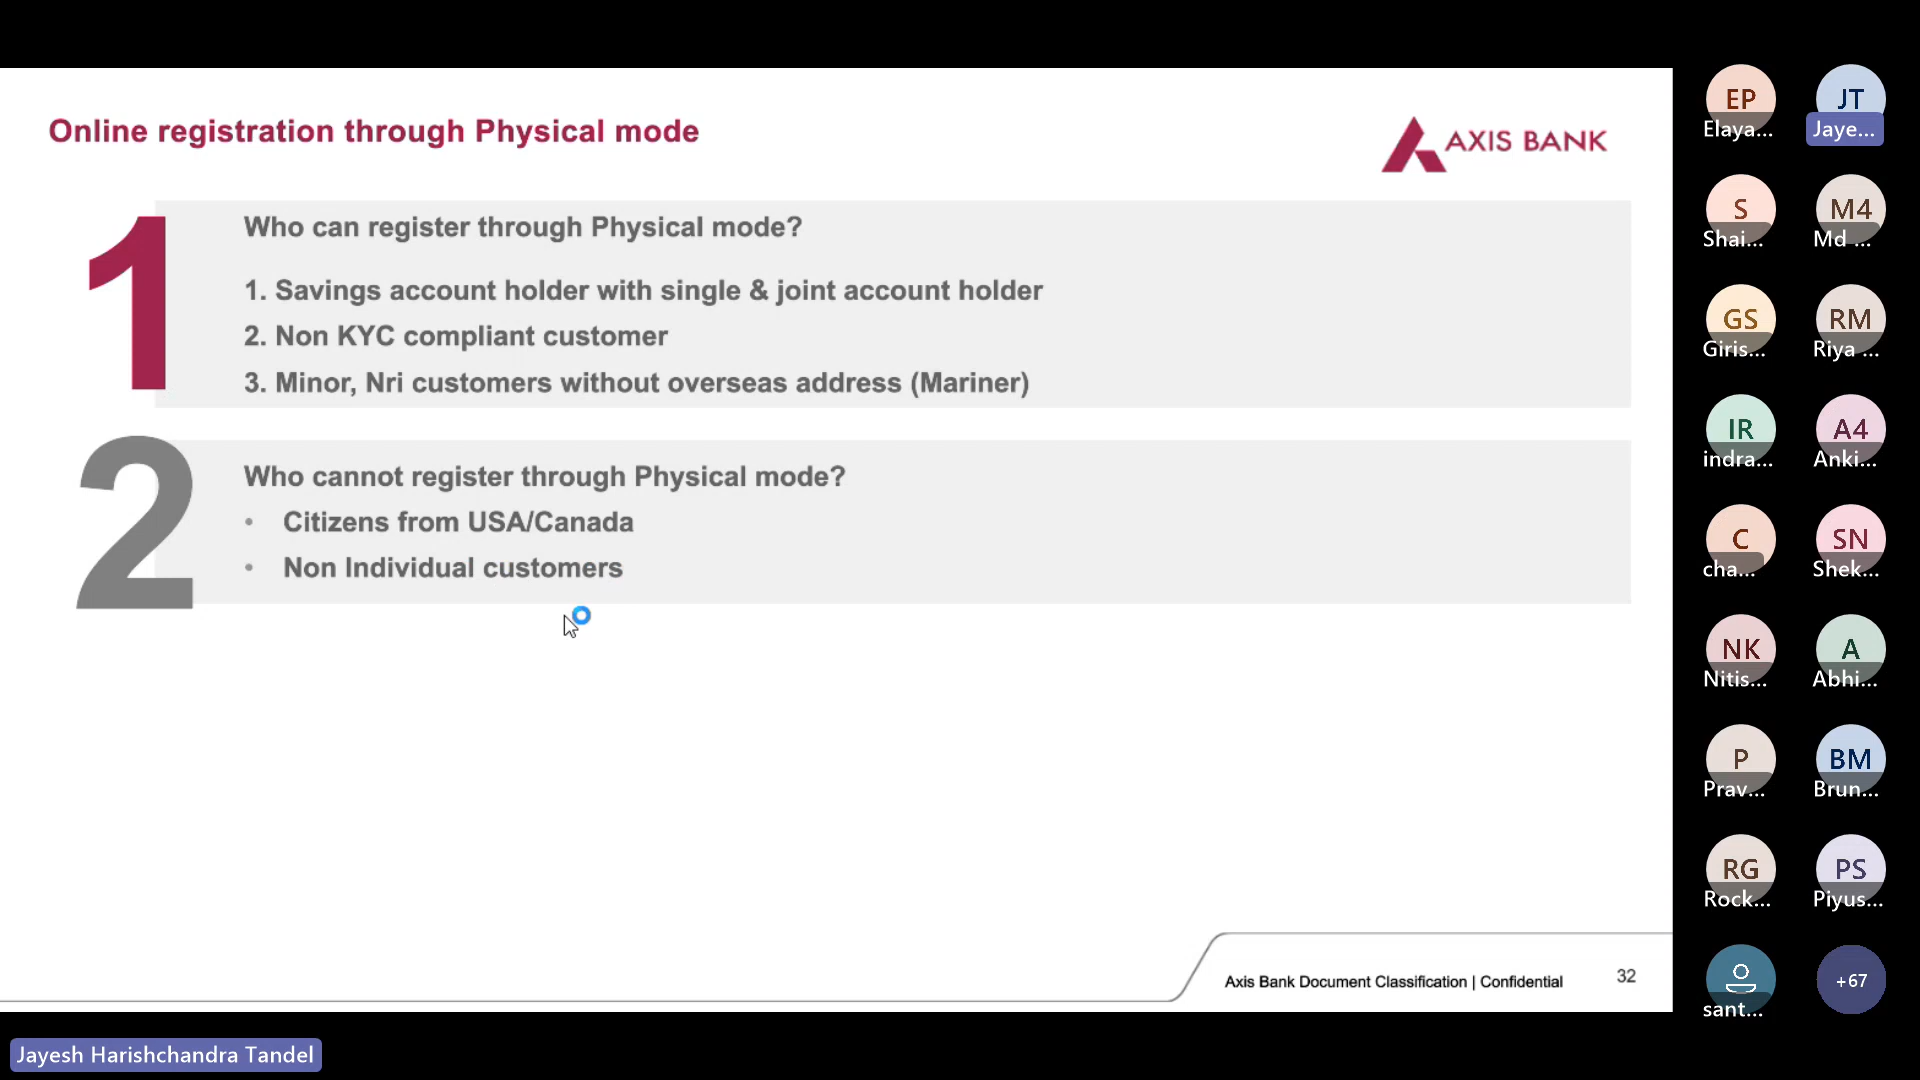 Online registration through Physical mode
AXIS BANK
1
Who can register through Physical mode?
1. Savings account holder with single & joint account holder
2. Non KYC compliant customer
3. Minor, Nri customers without overseas address (Mariner)
2
Who cannot register through Physical mode?
• Citizens from USA/Canada
• Non Individual customers
Axis Bank Document Classification | Confidential
32
Jayesh Harishchandra Tandel
EP
Elaya...
JT
Jaye...
S
Shai...
M4
Md ...
GS
Giris...
RM
Riya ...
IR
indra...
A4
Anki...
C
cha...
SN
Shek...
NK
Nitis...
A
Abhi...
P
Prav...
BM
Brun...
RG
Rock...
PS
Piyus...
sant...
+67